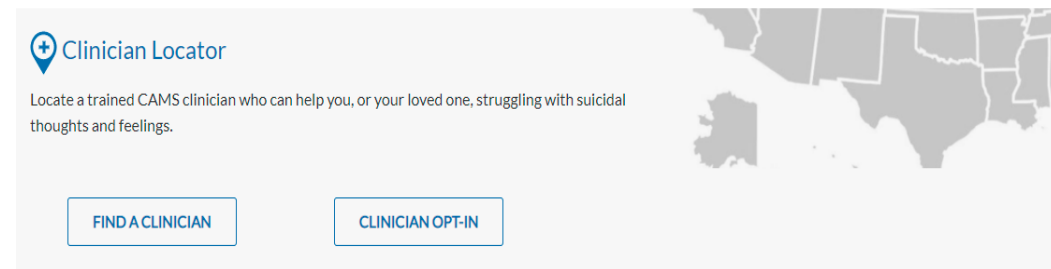 Clinician Locator
Locate a trained CAMS clinician who can help you, or your loved one, struggling with suicidal
thoughts and feelings.
FIND A CLINICIAN
CLINICIAN OPT-IN